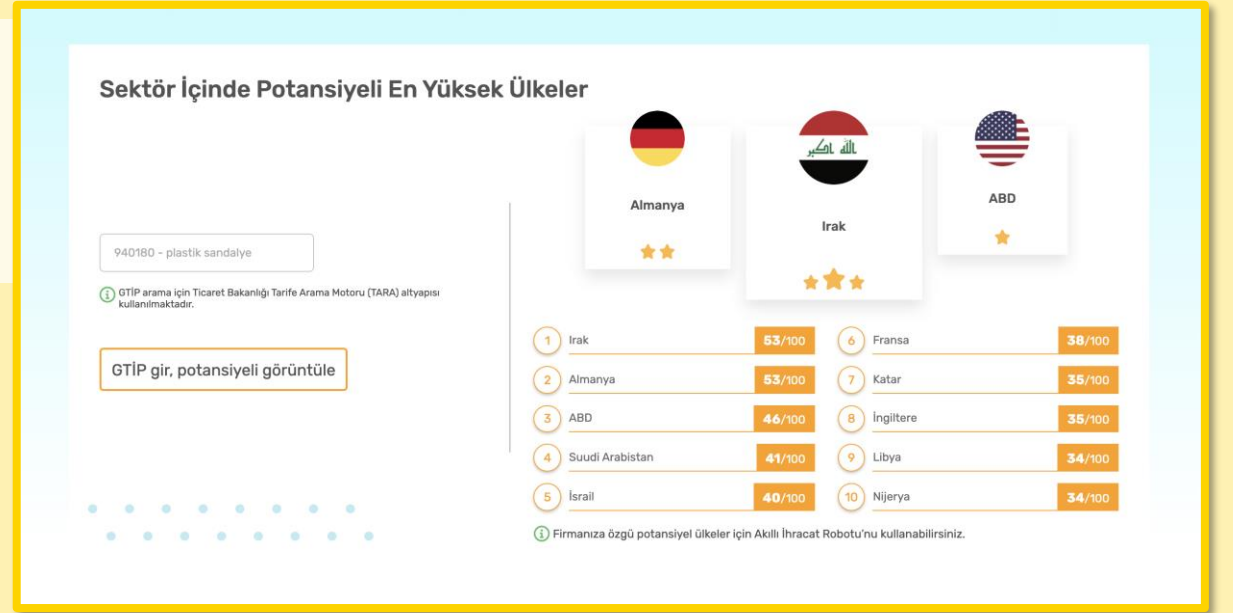 Sektör İçinde Potansiyeli En Yüksek Ülkeler
940180 - plastik sandalye
GTİP arama için Ticaret Bakanlığı Tarife Arama Motoru (TARA) altyapısı
kullanılmaktadır.
GTİP gir, potansiyeli görüntüle
Almanya
الله اكبر
Irak
ABD
1 Irak 53/100
2 Almanya 53/100
3 ABD 46/100
4 Suudi Arabistan 41/100
5 İsrail 40/100
6 Fransa 38/100
7 Katar 35/100
8 İngiltere 35/100
9 Libya 34/100
10 Nijerya 34/100
Firmanıza özgü potansiyel ülkeler için Akıllı İhracat Robotu'nu kullanabilirsiniz.